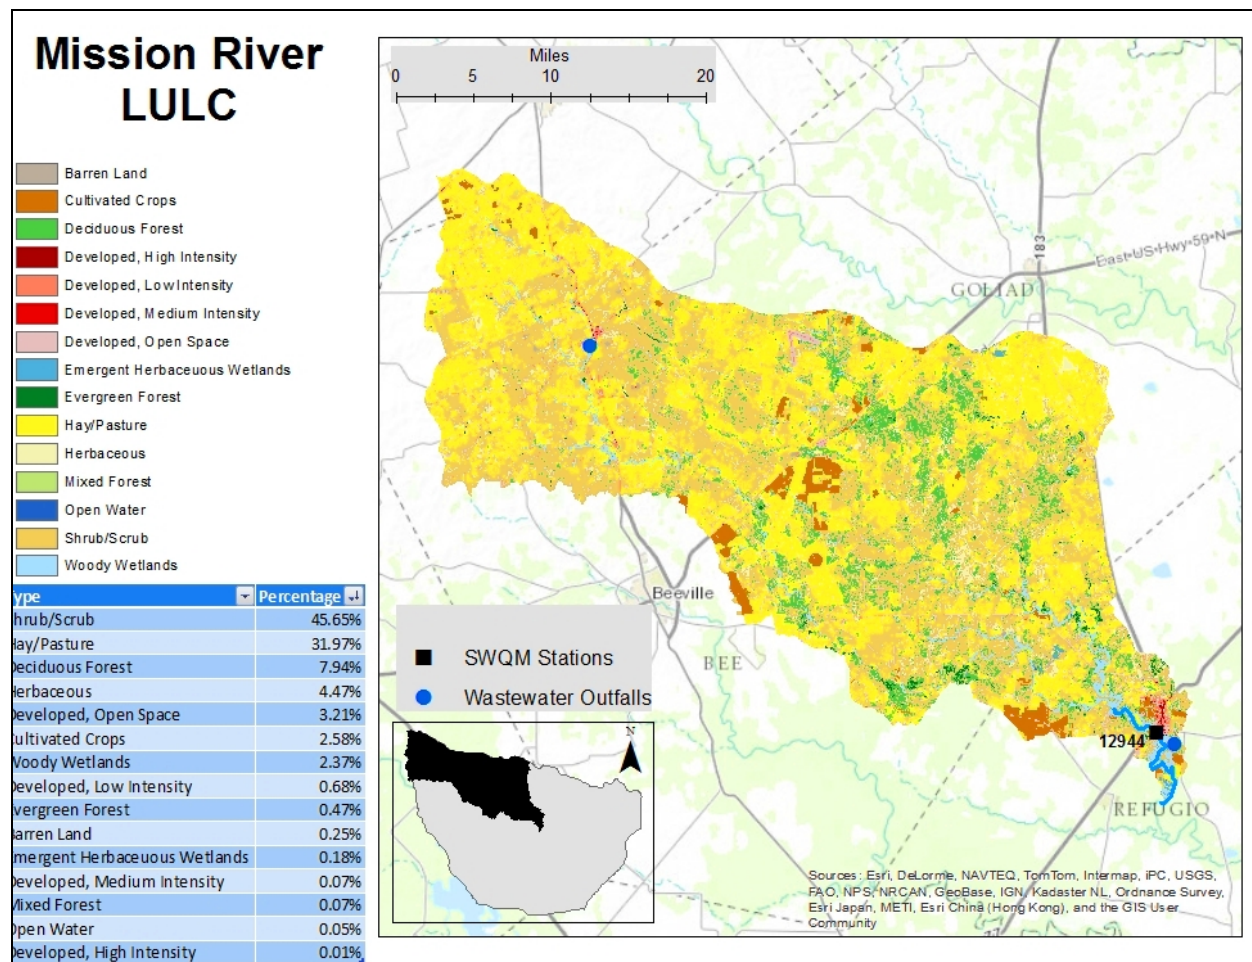 Mission River
LULC
Barren Land
Cultivated Crops
Deciduous Forest
Developed, High Intensity
Developed, Low Intensity
Developed, Medium Intensity
Developed, Open Space
Emergent Herbaceuous Wetlands
Evergreen Forest
Hay/Pasture
Herbaceous
Mixed Forest
Open Water
Shrub/Scrub
Woody Wetlands
ype Percentage
hrub/Scrub 45.65%
Hay/Pasture 31.97%
Deciduous Forest 7.94%
Herbaceous 4.47%
Developed, Open Space 3.21%
Cultivated Crops 2.58%
Woody Wetlands 2.37%
Developed, Low Intensity 0.68%
Evergreen Forest 0.47%
Barren Land 0.25%
Emergent Herbaceuous Wetlands 0.18%
Developed, Medium Intensity 0.07%
Mixed Forest 0.07%
Open Water 0.05%
Developed, High Intensity 0.01%
Miles
0 5 10 20
183
East US Hwy 59 N
GOLIAD
Beeville
BEE
SWQM Stations
Wastewater Outfalls
N
12944
REFUGIO
77
Sources: Esri, DeLorme, NAVTEQ, TomTom, Intermap, iPC, USGS,
FAO, NPS, NRCAN, GeoBase, IGN, Kadaster NL, Ordnance Survey,
Esri Japan, METI, Esri China (Hong Kong), and the GIS User
Community